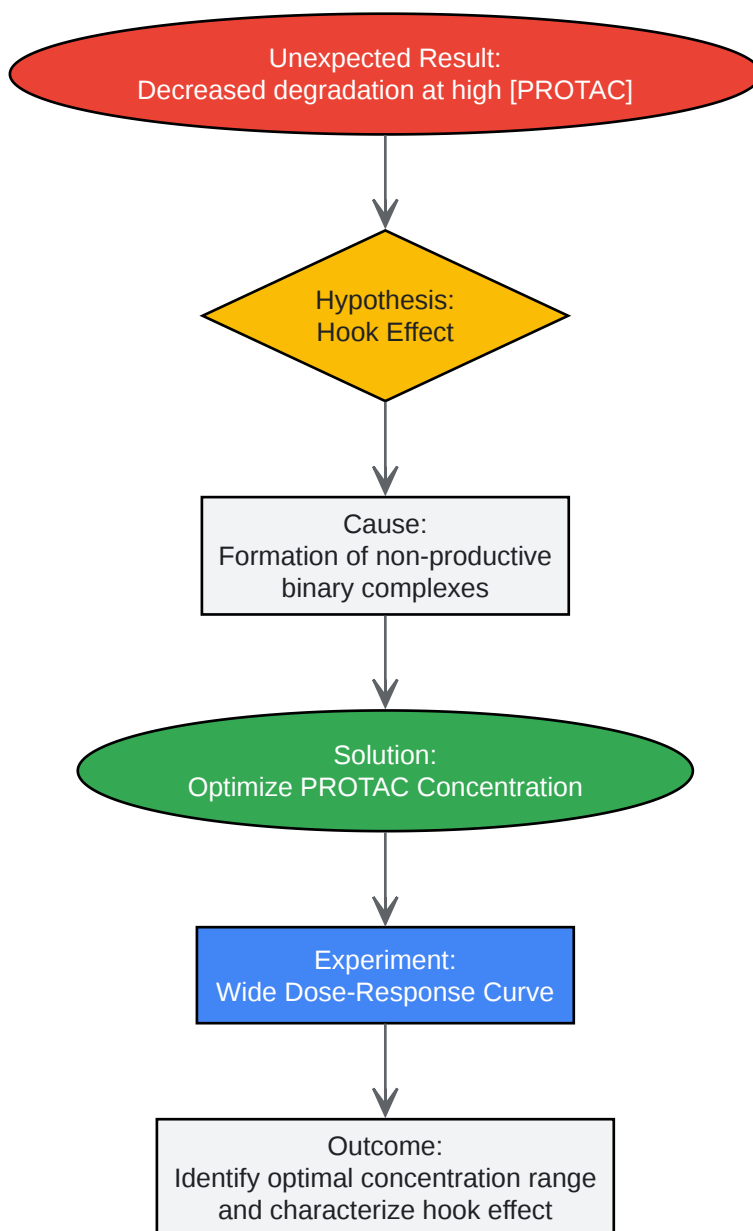 Unexpected Result:
Decreased degradation at high [PROTAC]
Hypothesis:
Hook Effect
Cause:
Formation of non-productive
binary complexes
Solution:
Optimize PROTAC Concentration
Experiment:
Wide Dose-Response Curve
Outcome:
Identify optimal concentration range
and characterize hook effect